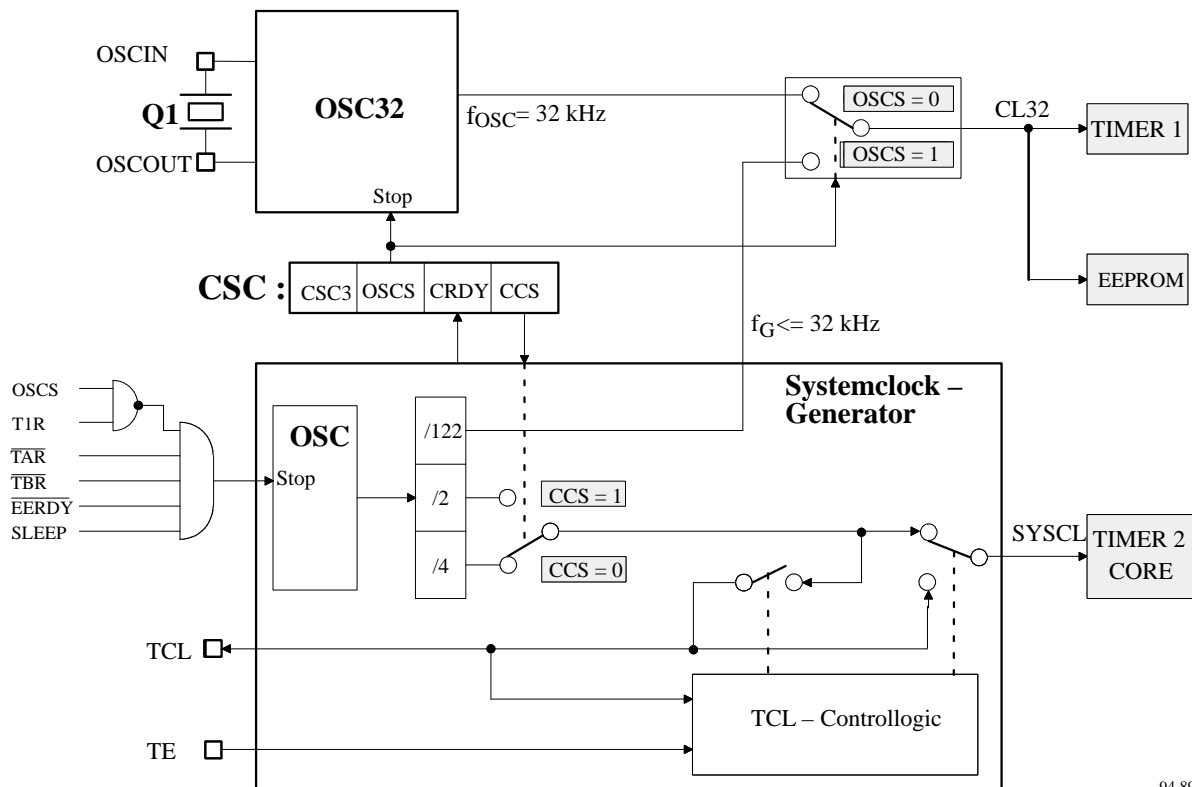 OSCIN
OSC32
Q1
OSCOUT
Stop
fOSC= 32 kHz
OSCS = 0
OSCS = 1
CL32
TIMER 1
EEPROM
CSC :
CSC3 OSCS CRDY CCS
fG<= 32 kHz
Systemclock –
Generator
OSCS
T1R
TAR
TBR
EERDY
SLEEP
OSC
Stop
/122
/2
/4
CCS = 1
CCS = 0
SYSCL
TIMER 2
CORE
TCL
TCL – Controllogic
TE
94 89